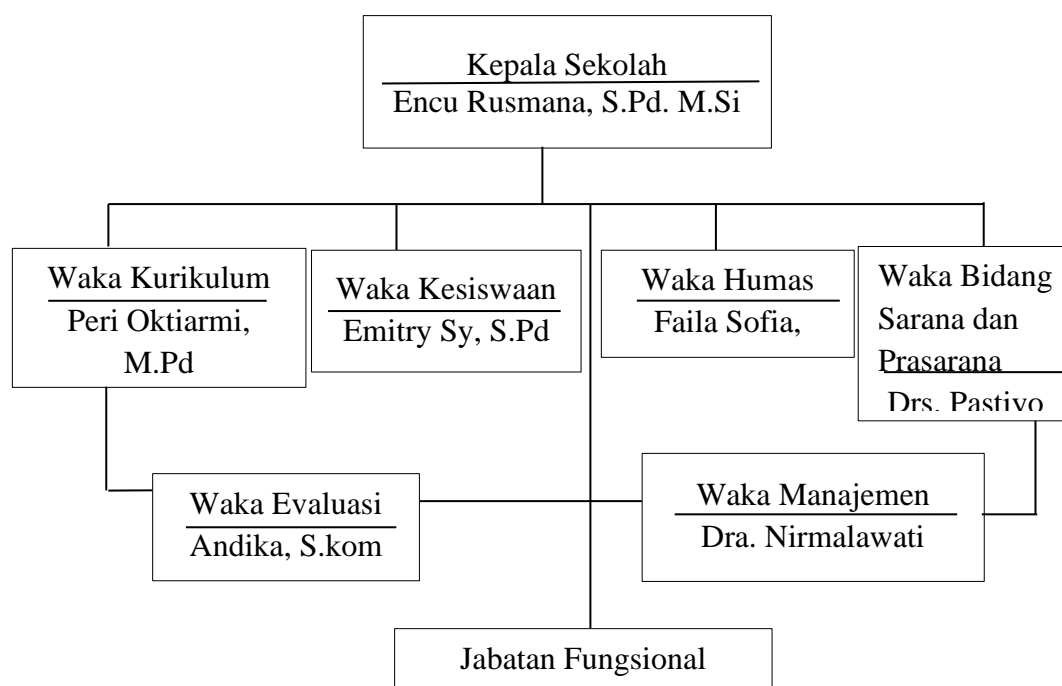 Kepala Sekolah
Encu Rusmana, S.Pd. M.Si
Waka Kurikulum
Peri Oktiarmi,
M.Pd
Waka Kesiswaan
Emitry Sy, S.Pd
Waka Humas
Faila Sofia,
Waka Bidang
Sarana dan
Prasarana
Drs. Pastiyo
Waka Evaluasi
Andika, S.kom
Waka Manajemen
Dra. Nirmalawati
Jabatan Fungsional